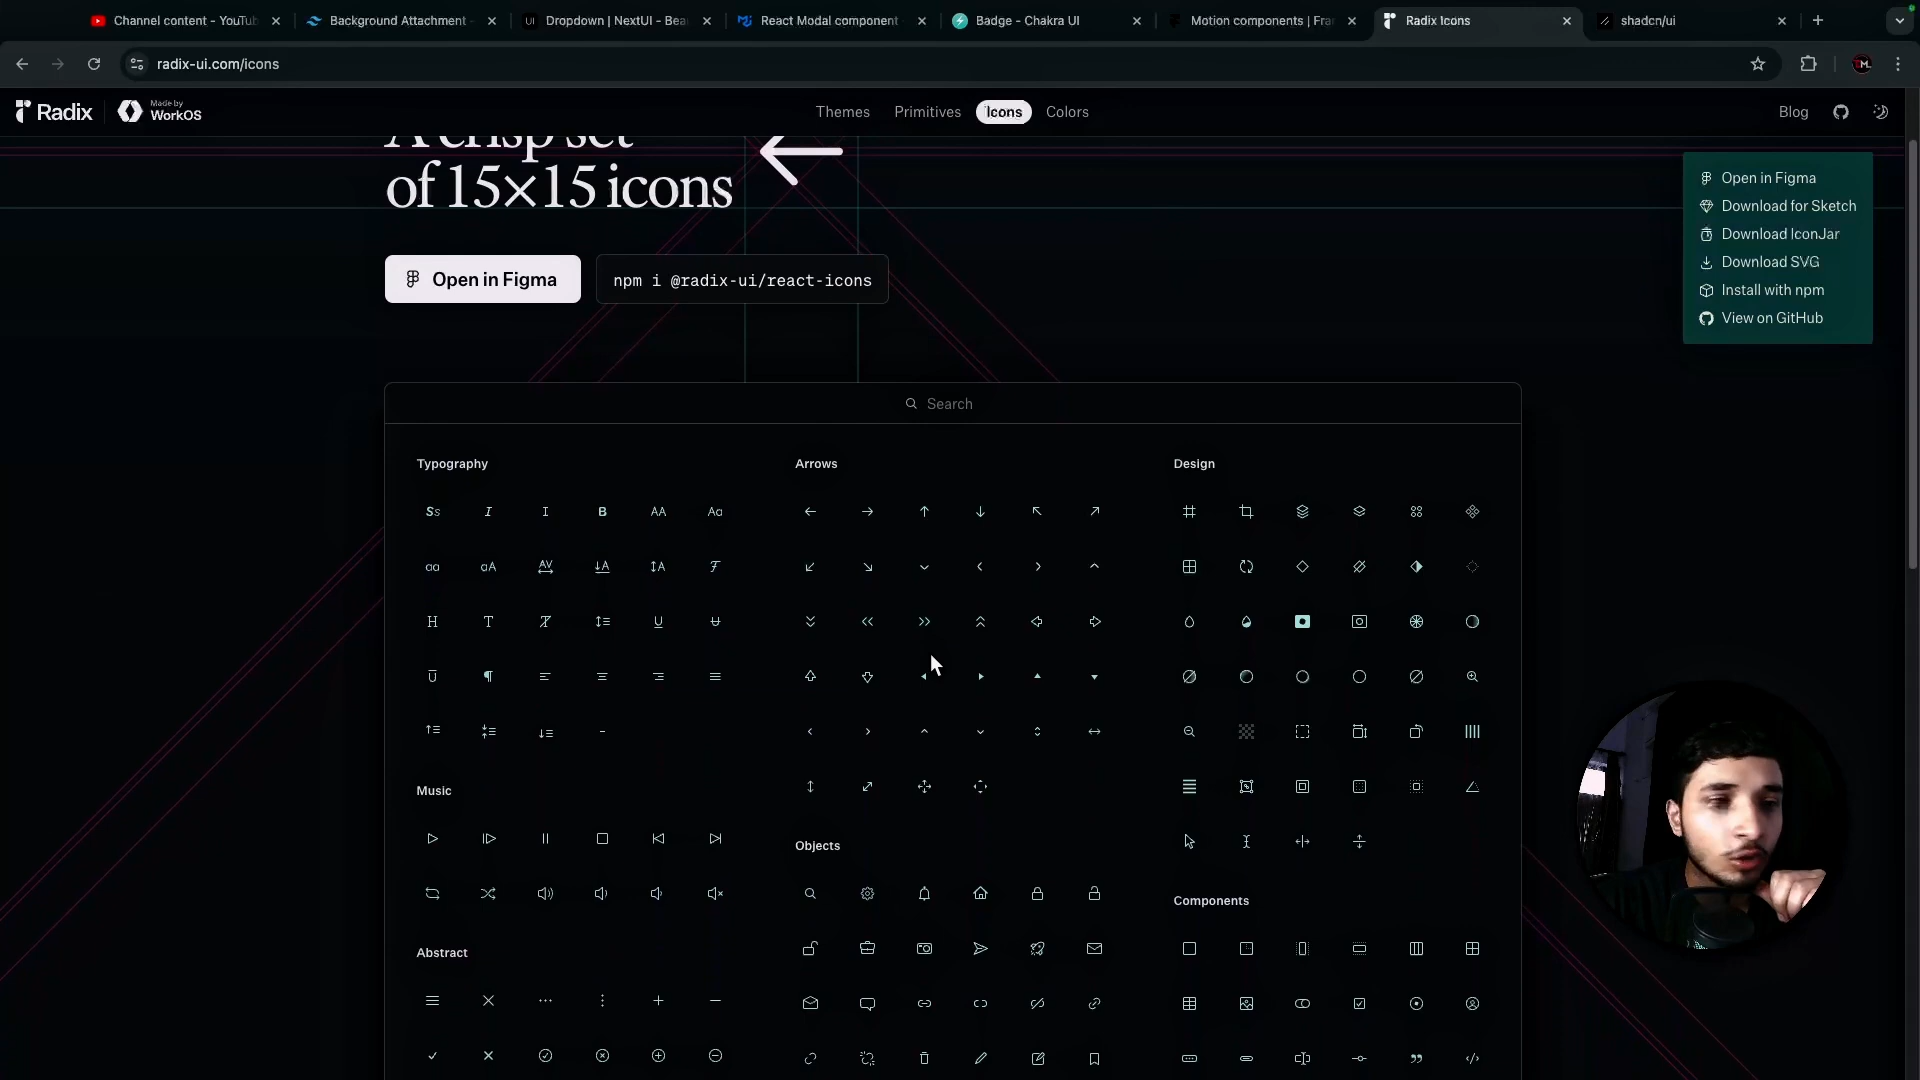 Channel content - YouTub
Background Attachment -
Dropdown | NextUI - Bea
React Modal component
Badge - Chakra UI
Motion components | Fra
Radix Icons
shadcn/ui
radix-ui.com/icons
Radix
Made by
WorkOS
Themes
Primitives
Icons
Colors
Blog
A crisp set
of 15×15 icons
Open in Figma
npm i @radix-ui/react-icons
Open in Figma
Download for Sketch
Download IconJar
Download SVG
Install with npm
View on GitHub
Search
Typography
Arrows
Design
Music
Objects
Components
Abstract